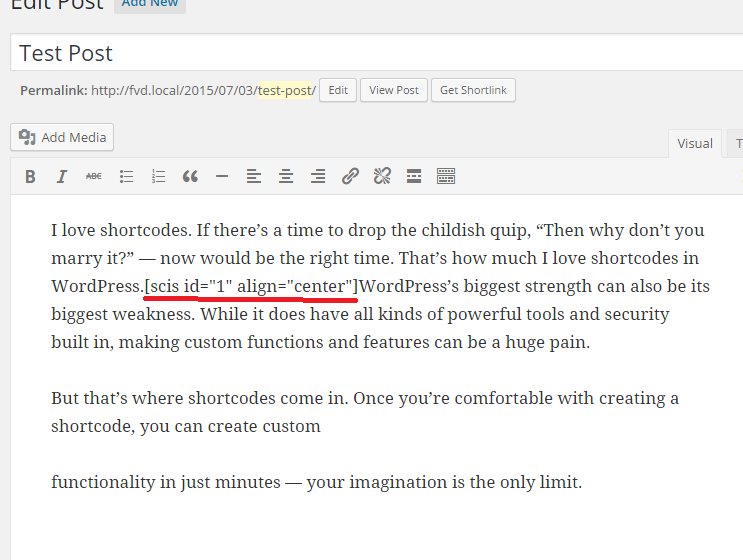 Edit Post Add New
Test Post
Permalink: http://fvd.local/2015/07/03/test-post/ Edit View Post Get Shortlink
Add Media
Visual T
B I ABC
I love shortcodes. If there’s a time to drop the childish quip, “Then why don’t you
marry it?” — now would be the right time. That’s how much I love shortcodes in
WordPress.[scis id="1" align="center"]WordPress’s biggest strength can also be its
biggest weakness. While it does have all kinds of powerful tools and security
built in, making custom functions and features can be a huge pain.
But that’s where shortcodes come in. Once you’re comfortable with creating a
shortcode, you can create custom
functionality in just minutes — your imagination is the only limit.